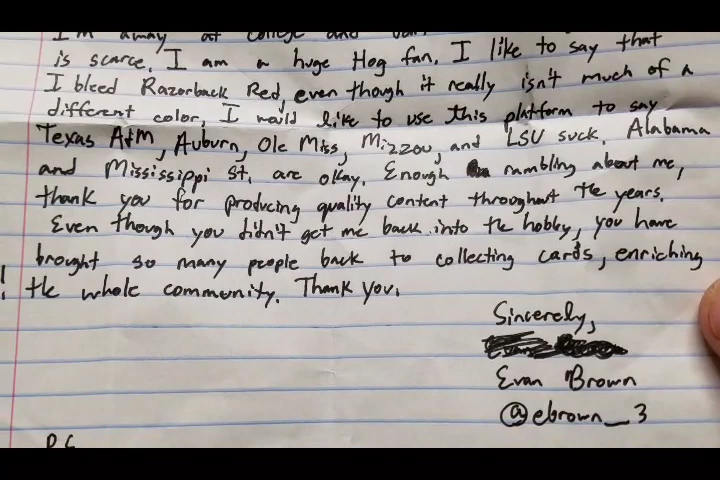 I'm away at college and
is scarce. I am a huge Hog fan. I like to say that
I bleed Razorback Red, even though it really isn't much of a
different color. I would like to use this platform to say
Texas A&M, Auburn, Ole Miss, Mizzou, and LSU suck. Alabama
and Mississippi St. are okay. Enough rambling about me,
thank you for producing quality content throughout the years.
Even though you didn't get me back into the hobby, you have
brought so many people back to collecting cards, enriching
! the whole community. Thank you.
Sincerely,
Evan Brown
@ebrown_3
P.S.